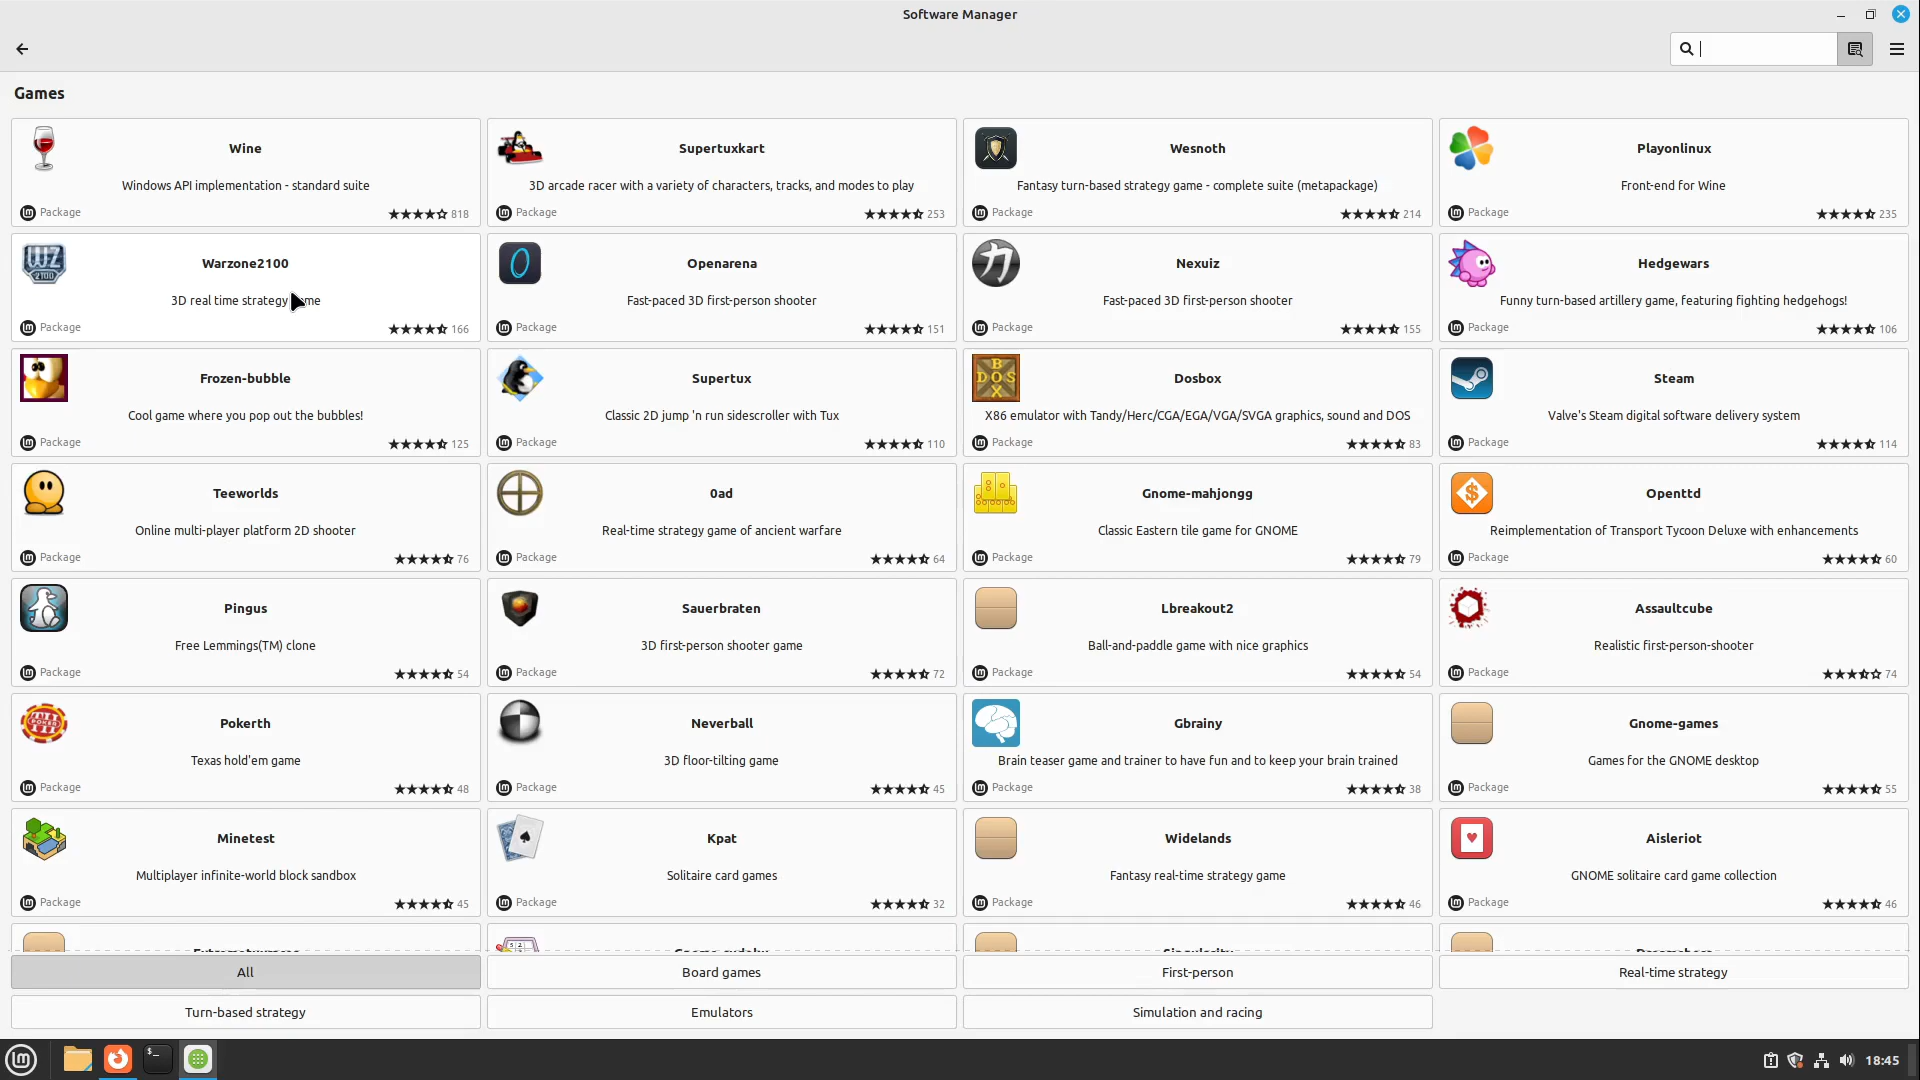 Software Manager
Games
Wine
Windows API implementation - standard suite
Package
818
Supertuxkart
3D arcade racer with a variety of characters, tracks, and modes to play
Package
253
Wesnoth
Fantasy turn-based strategy game - complete suite (metapackage)
Package
214
Playonlinux
Front-end for Wine
Package
235
WZ
2100
Warzone2100
3D real time strategy
Package
166
Openarena
Fast-paced 3D first-person shooter
Package
151
力
Nexuiz
Fast-paced 3D first-person shooter
Package
155
Hedgewars
Funny turn-based artillery game, featuring fighting hedgehogs!
Package
106
Frozen-bubble
Cool game where you pop out the bubbles!
Package
125
Supertux
Classic 2D jump 'n run sidescroller with Tux
Package
110
DOS
BOX
Dosbox
X86 emulator with Tandy/Herc/CGA/EGA/VGA/SVGA graphics, sound and DOS
Package
83
Steam
Valve's Steam digital software delivery system
Package
114
Teeworlds
Online multi-player platform 2D shooter
Package
76
0ad
Real-time strategy game of ancient warfare
Package
64
Gnome-mahjongg
Classic Eastern tile game for GNOME
Package
79
$
Openttd
Reimplementation of Transport Tycoon Deluxe with enhancements
Package
60
Pingus
Free Lemmings(TM) clone
Package
54
Sauerbraten
3D first-person shooter game
Package
72
Lbreakout2
Ball-and-paddle game with nice graphics
Package
54
Assaultcube
Realistic first-person-shooter
Package
74
Pokerth
Texas hold'em game
Package
48
Neverball
3D floor-tilting game
Package
45
Gbrainy
Brain teaser game and trainer to have fun and to keep your brain trained
Package
38
Gnome-games
Games for the GNOME desktop
Package
55
Minetest
Multiplayer infinite-world block sandbox
Package
45
Kpat
Solitaire card games
Package
32
Widelands
Fantasy real-time strategy game
Package
46
Aisleriot
GNOME solitaire card game collection
Package
46
All
Board games
First-person
Real-time strategy
Turn-based strategy
Emulators
Simulation and racing
18:45